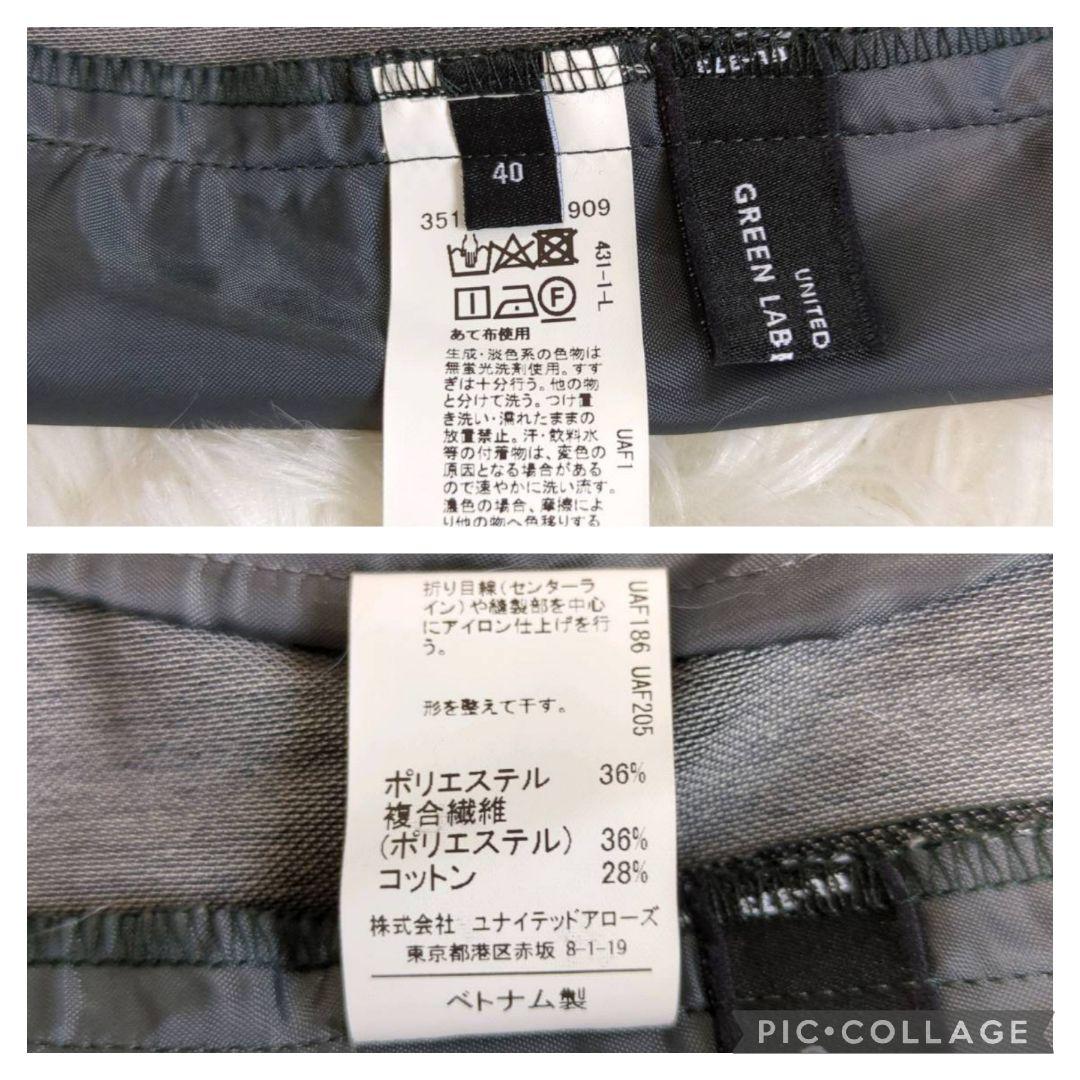 40
351
909
431-1-L
F
あて布使用
生成・淡色系の色物は
無蛍光洗剤使用。すす
ぎは十分行う。他の物
と分けて洗う。つけ置
き洗い・濡れたままの
放置禁止。汗・飲料水
等の付着物は、変色の
原因となる場合がある
ので速やかに洗い流す。
濃色の場合、摩擦によ
り他の物へ色移りする
UAF1
UNITED
GREEN LAB
折り目線(センターラ
イン)や縫製部を中心
にアイロン仕上げを行
う。
形を整えて干す。
UAF186 UAF205
ポリエステル 36%
複合繊維
(ポリエステル) 36%
コットン 28%
株式会社 ユナイテッドアローズ
東京都港区赤坂 8-1-19
ベトナム製
PIC•COLLAGE